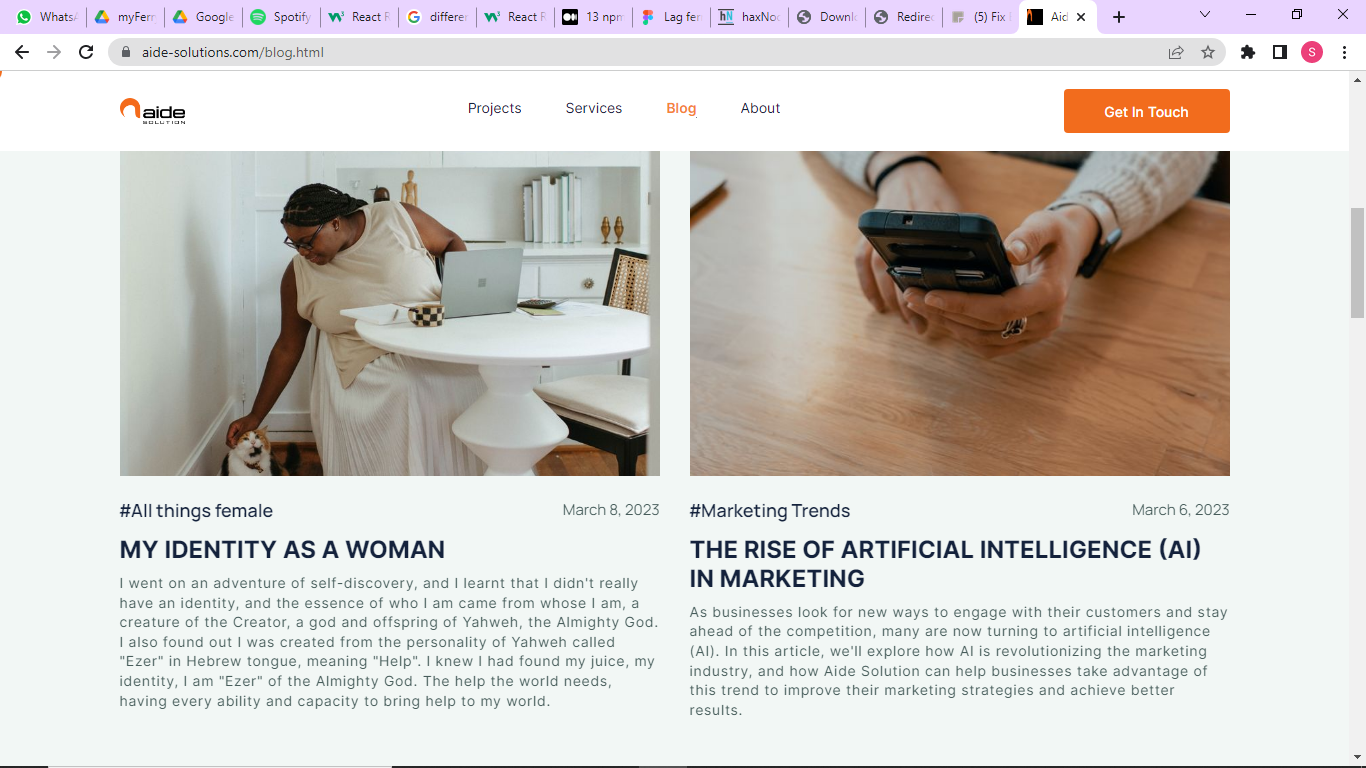 WhatsA
myFerr
Google
Spotify
React R
differer
React R
13 npm
Lag fer
haxNod
Downlo
Redirec
(5) Fix
Aid
aide-solutions.com/blog.html
S
aide
SOLUTION
Projects
Services
Blog
About
Get In Touch
#All things female
March 8, 2023
MY IDENTITY AS A WOMAN
I went on an adventure of self-discovery, and I learnt that I didn't really
have an identity, and the essence of who I am came from whose I am, a
creature of the Creator, a god and offspring of Yahweh, the Almighty God.
I also found out I was created from the personality of Yahweh called
"Ezer" in Hebrew tongue, meaning "Help". I knew I had found my juice, my
identity, I am "Ezer" of the Almighty God. The help the world needs,
having every ability and capacity to bring help to my world.
#Marketing Trends
March 6, 2023
THE RISE OF ARTIFICIAL INTELLIGENCE (AI)
IN MARKETING
As businesses look for new ways to engage with their customers and stay
ahead of the competition, many are now turning to artificial intelligence
(AI). In this article, we'll explore how AI is revolutionizing the marketing
industry, and how Aide Solution can help businesses take advantage of
this trend to improve their marketing strategies and achieve better
results.